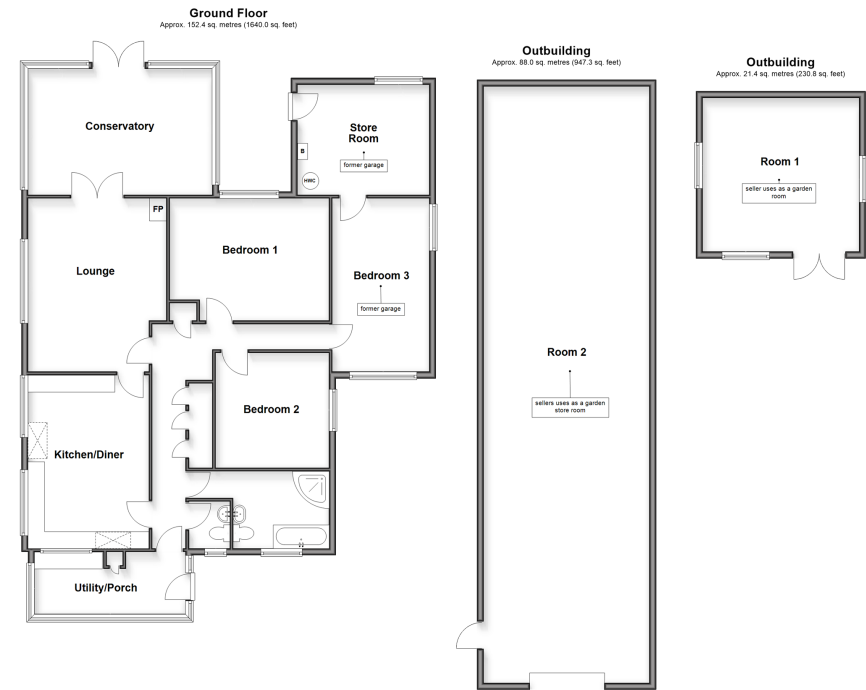 Ground Floor
Approx. 152.4 sq. metres (1640.0 sq. feet)
Conservatory
Store
Room
former garage
B
HWC
FP
Lounge
Bedroom 1
Bedroom 3
former garage
Bedroom 2
Kitchen/Diner
Utility/Porch
Outbuilding
Approx. 88.0 sq. metres (947.3 sq. feet)
Room 2
sellers uses as a garden
store room
Outbuilding
Approx. 21.4 sq. metres (230.8 sq. feet)
Room 1
seller uses as a garden
room